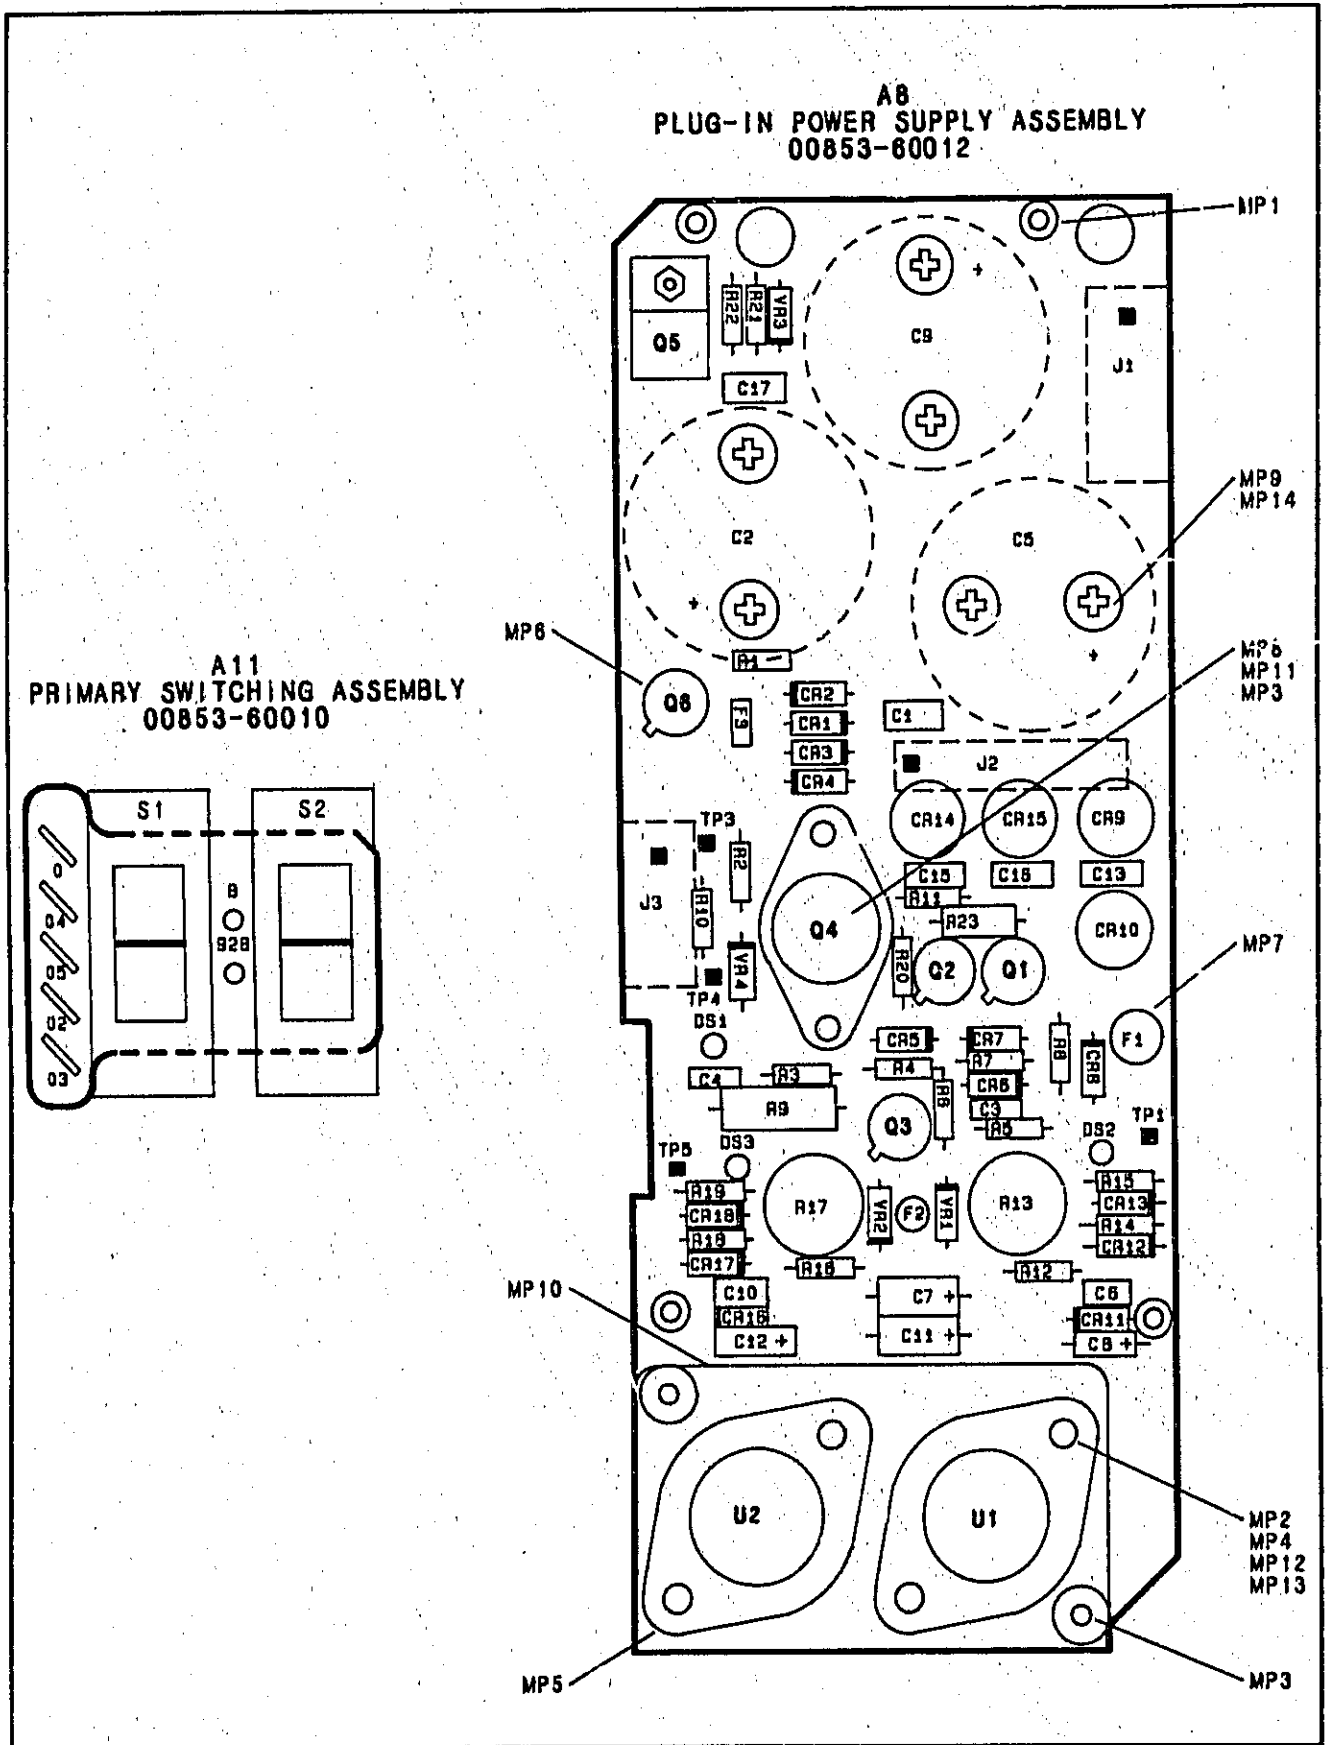 A8
PLUG-IN POWER SUPPLY ASSEMBLY
00853-60012
MP1
R22
R21
VR3
Q5
C9
+
J1
C17
MP9
MP14
C2
C5
+
+
MP6
R1
MP11
MP3
A11
PRIMARY SWITCHING ASSEMBLY
00853-60010
Q6
F3
CR2
CR1
CR3
CR4
C1
J2
S1
S2
TP3
CR14
CR15
CR9
J3
R2
R10
C15
C16
C13
R11
R23
CR10
0
04
05
02
03
8
928
Q4
R20
Q2
Q1
MP7
VR4
TP4
DS1
CR5
CR7
R8
CR8
F1
R7
R4
CR6
C4
R3
C3
R9
R5
Q3
TP1
DS3
DS2
TP5
R19
CR18
R18
CR17
R17
VR2
F2
VR1
R13
R15
CR13
R14
CR12
R16
R12
MP10
C10
CR16
C12 +
C7 +
C11 +
C6
CR11
C8 +
U2
U1
MP2
MP4
MP12
MP13
MP5
MP3